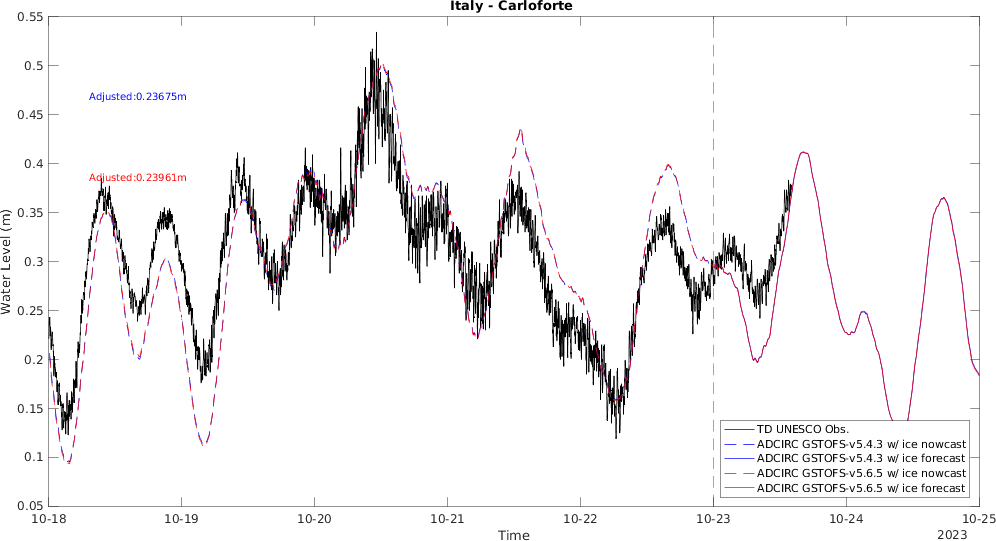 Italy - Carloforte
0.55
0.5
0.45
0.4
0.35
0.3
0.25
0.2
0.15
0.1
0.05
Water Level (m)
Adjusted:0.23675m
Adjusted:0.23961m
TD UNESCO Obs.
ADCIRC GSTOFS-v5.4.3 w/ ice nowcast
ADCIRC GSTOFS-v5.4.3 w/ ice forecast
ADCIRC GSTOFS-v5.6.5 w/ ice nowcast
ADCIRC GSTOFS-v5.6.5 w/ ice forecast
10-18 10-19 10-20 10-21 10-22 10-23 10-24 10-25
Time
2023